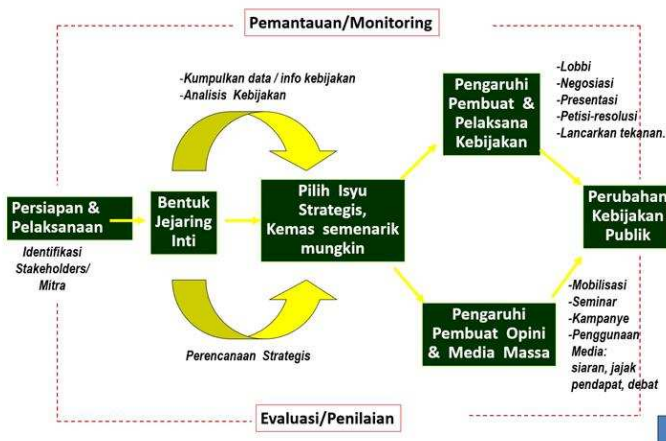 Pemantauan/Monitoring
-Kumpulkan data / info kebijakan
-Analisis Kebijakan
Pengaruhi
Pembuat &
Pelaksana
Kebijakan
-Lobbi
-Negosiasi
-Presentasi
-Petisi-resolusi
-Lancarkan tekanan..
Persiapan &
Pelaksanaan
Identifikasi
Stakeholders/
Mitra
Bentuk
Jejaring
Inti
Pilih Isyu
Strategis,
Kemas semenarik
mungkin
Perubahan
Kebijakan
Publik
Perencanaan Strategis
Pengaruhi
Pembuat Opini
& Media Massa
-Mobilisasi
-Seminar
-Kampanye
-Penggunaan
Media:
siaran, jajak
pendapat, debat
Evaluasi/Penilaian